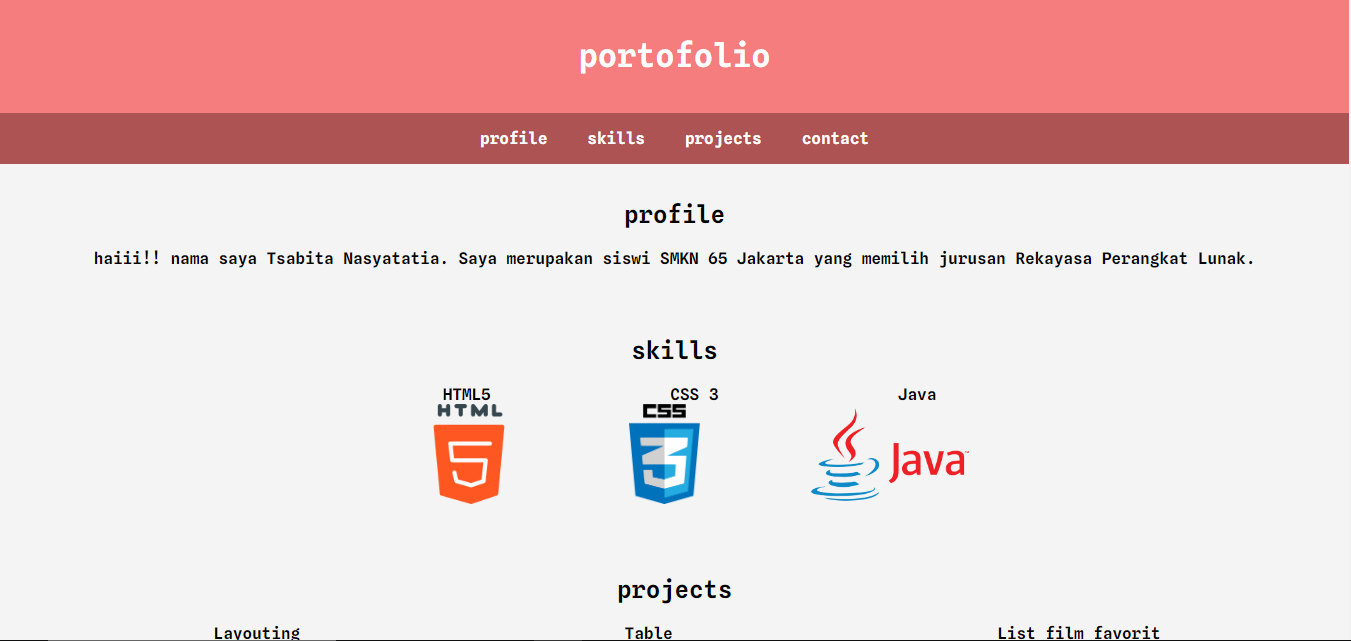 portofolio
profile skills projects contact
profile
haiii!! nama saya Tsabita Nasyatatia. Saya merupakan siswi SMKN 65 Jakarta yang memilih jurusan Rekayasa Perangkat Lunak.
skills
HTML5 CSS 3 Java
HTML CSS
5 3 Java™
projects
Layouting Table List film favorit